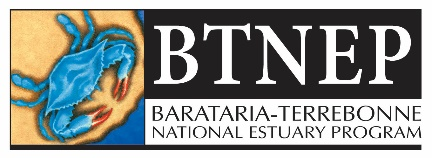 BTNEP
BARATARIA-TERREBONNE
NATIONAL ESTUARY PROGRAM